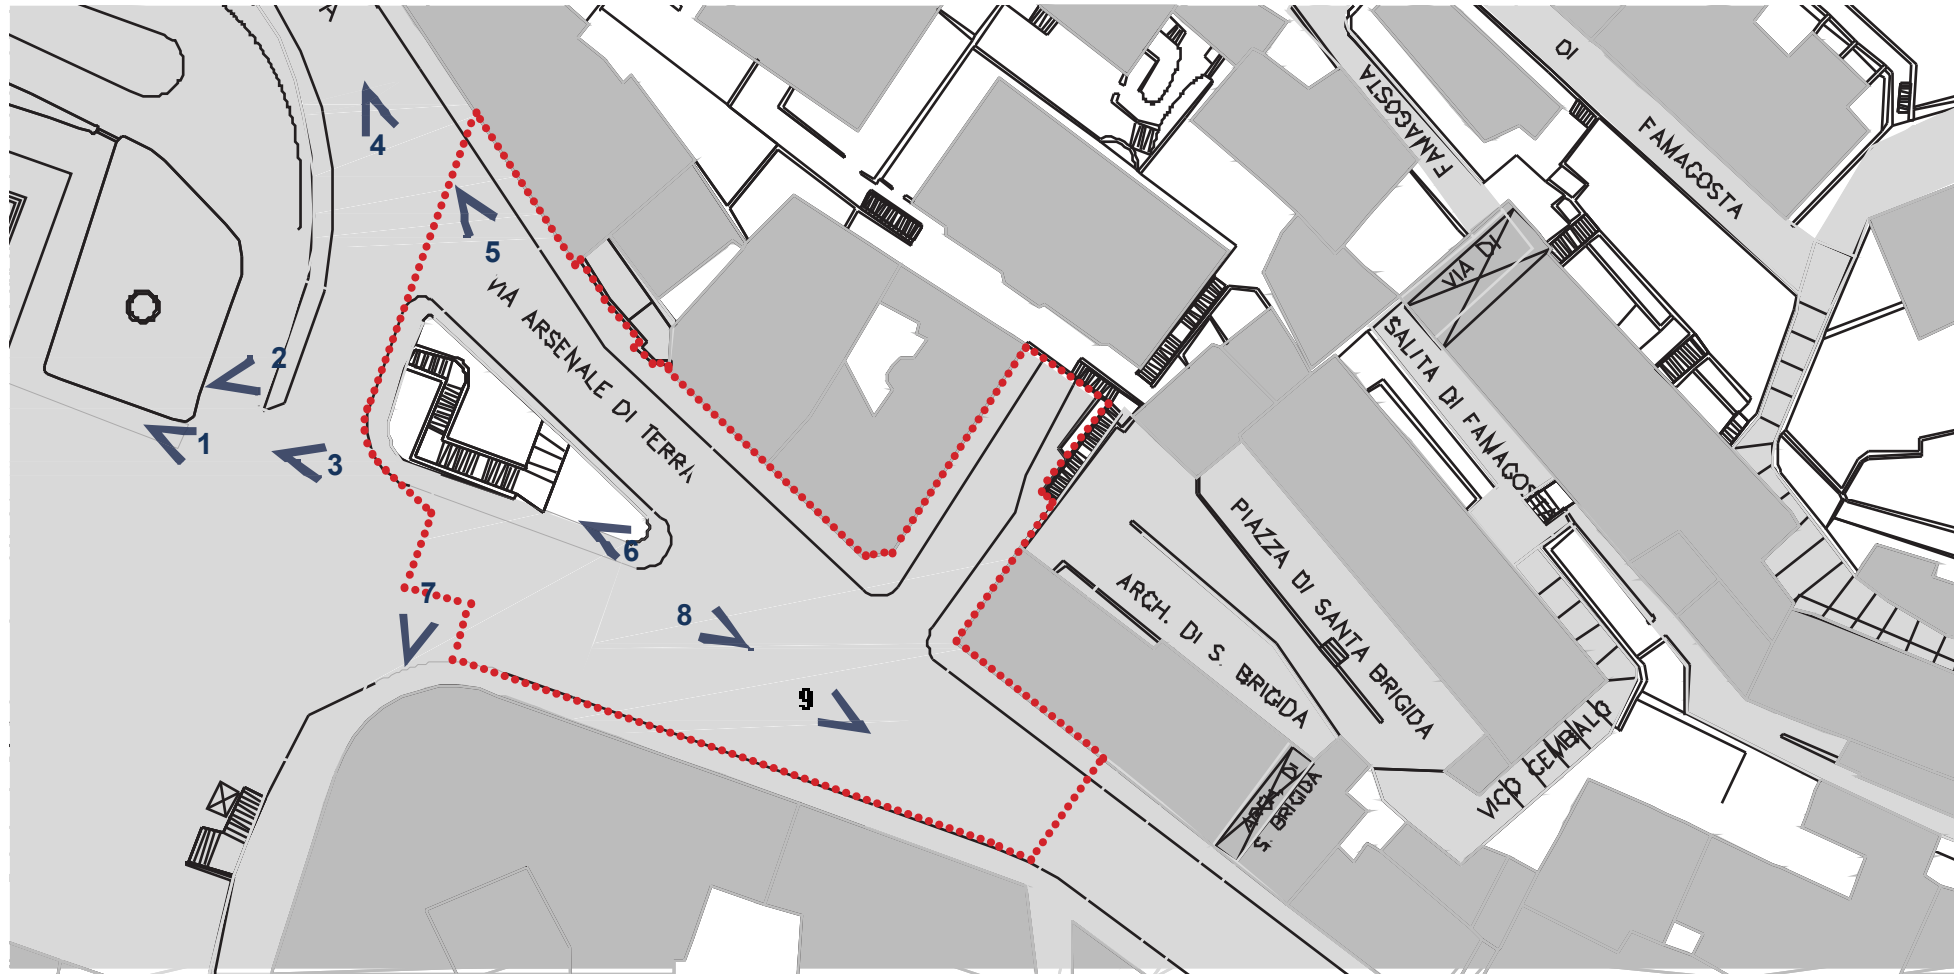 A
DI
FAMAGOSTA
FAMAGOSTA
4
5
VIA DI
VIA ARSENALE DI TERRA
SALITA DI FAMAGOSTA
2
1
3
6
PIAZZA DI SANTA BRIGIDA
7
ARCH. DI S. BRIGIDA
8
9
VICO CEMBALO
ARCH. DI
S. BRIGIDA